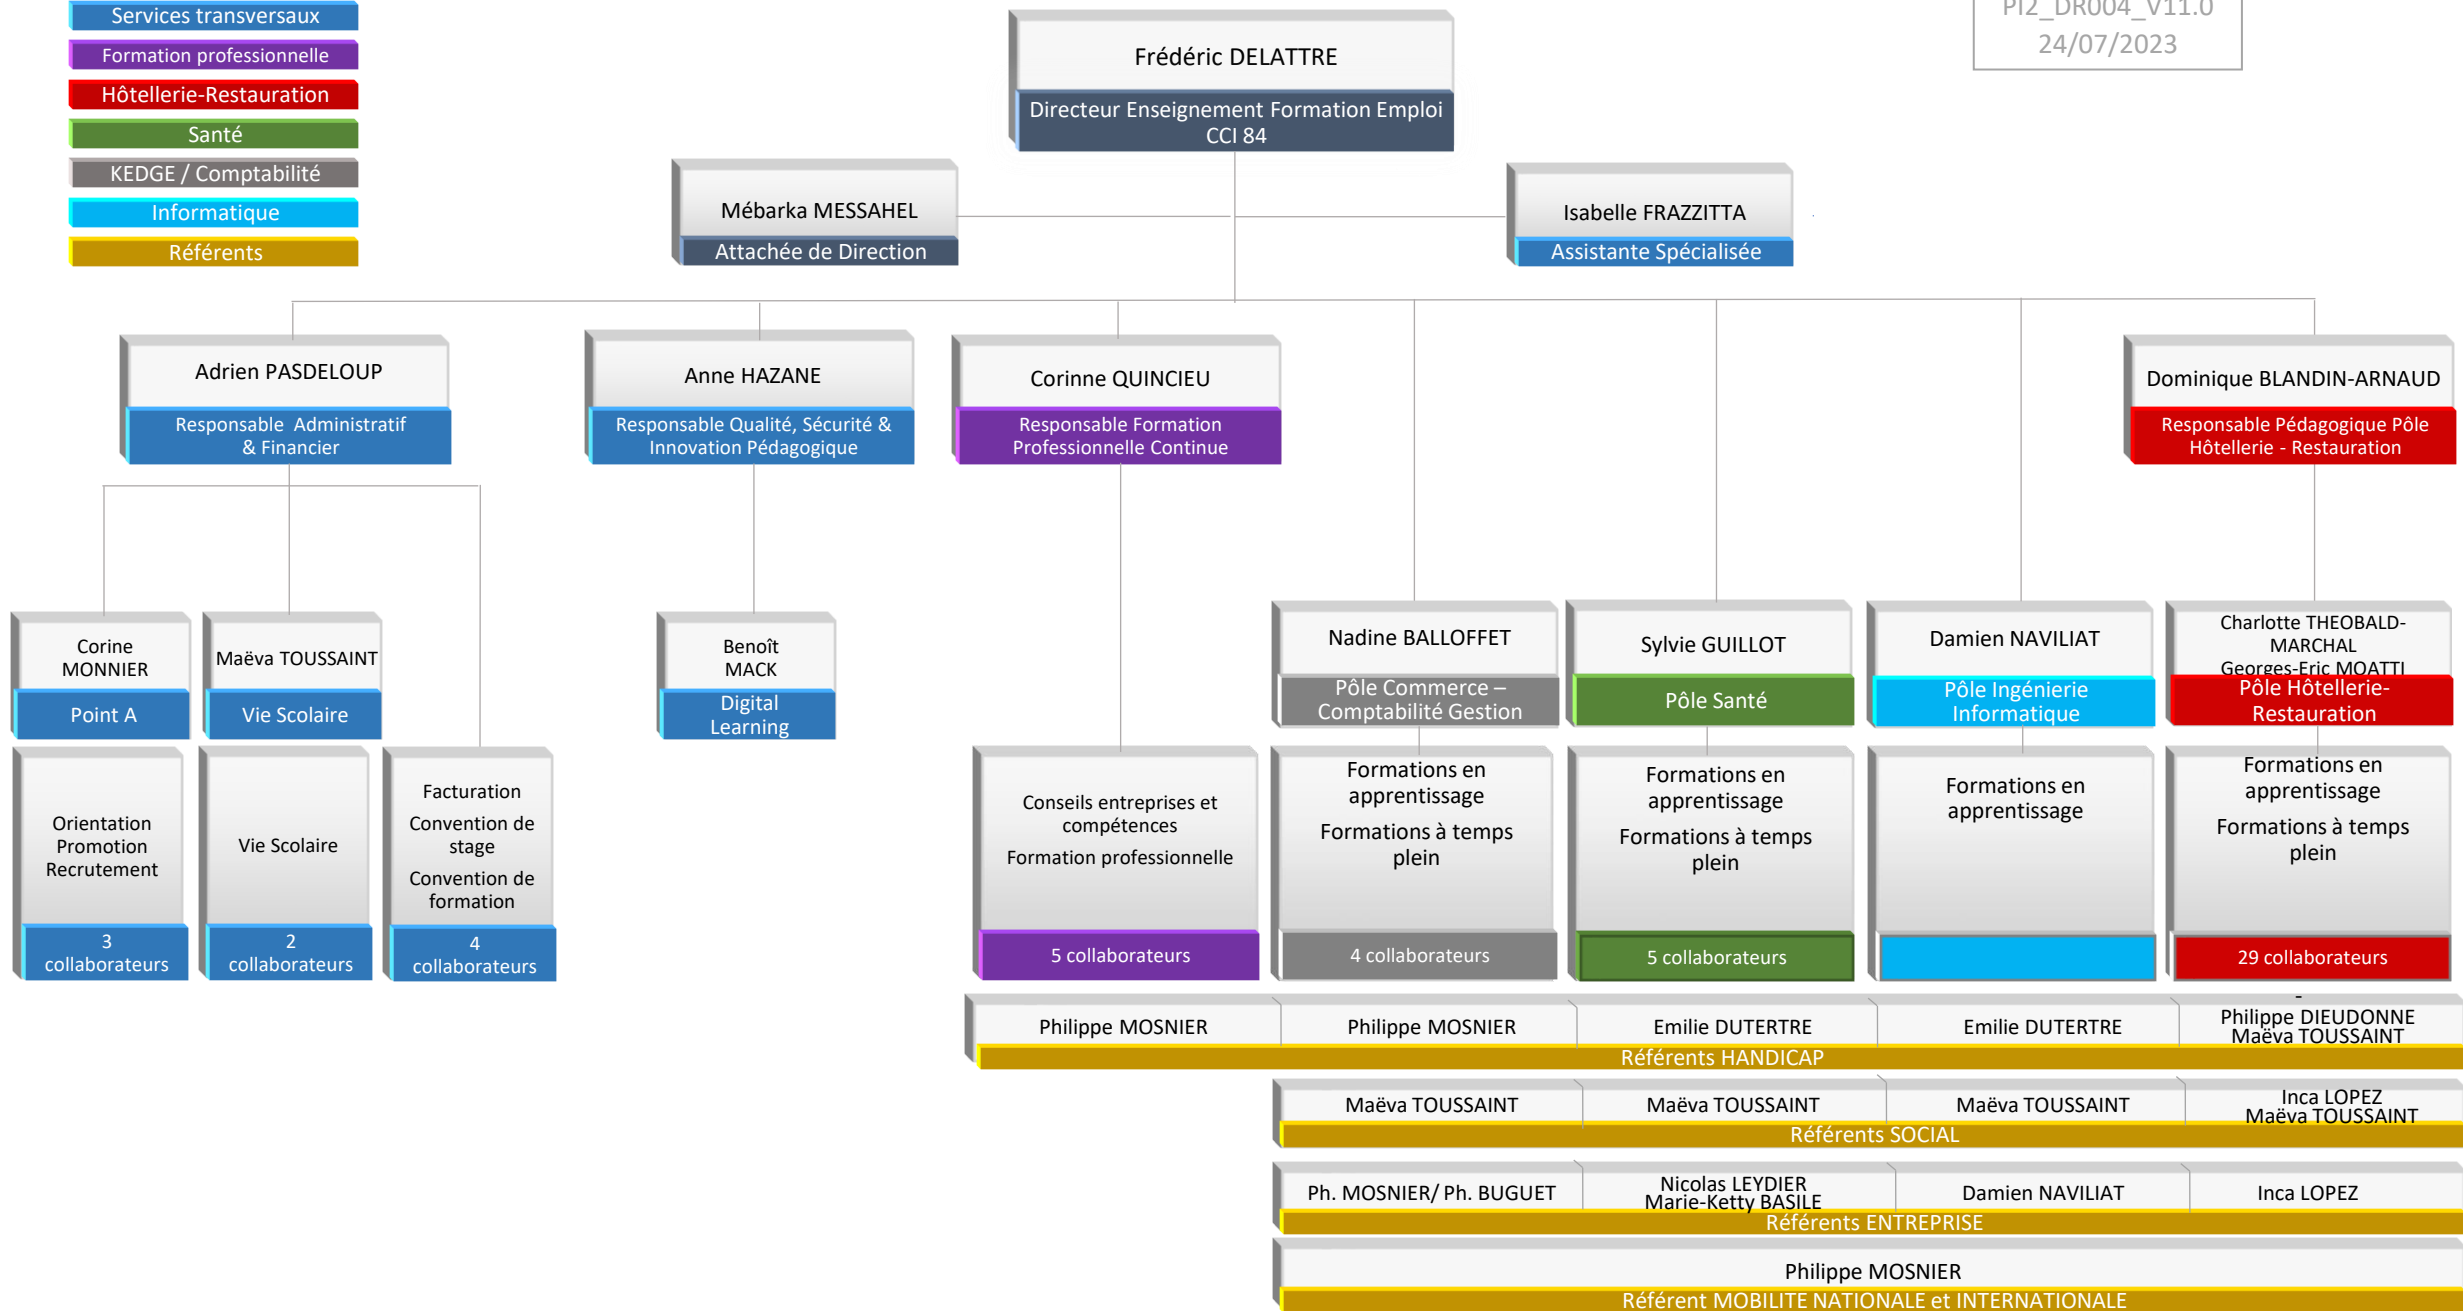 Services transversaux
Formation professionnelle
Hôtellerie-Restauration
Santé
KEDGE / Comptabilité
Informatique
Référents
PI2_DR004_V11.0
24/07/2023
Frédéric DELATTRE
Directeur Enseignement Formation Emploi
CCI 84
Mébarka MESSAHEL
Attachée de Direction
Isabelle FRAZZITTA
Assistante Spécialisée
Adrien PASDELOUP
Responsable Administratif
& Financier
Anne HAZANE
Responsable Qualité, Sécurité &
Innovation Pédagogique
Corinne QUINCIEU
Responsable Formation
Professionnelle Continue
Dominique BLANDIN-ARNAUD
Responsable Pédagogique Pôle
Hôtellerie - Restauration
Corine
MONNIER
Point A
Maëva TOUSSAINT
Vie Scolaire
Benoît
MACK
Digital
Learning
Nadine BALLOFFET
Pôle Commerce –
Comptabilité Gestion
Sylvie GUILLOT
Pôle Santé
Damien NAVILIAT
Pôle Ingénierie
Informatique
Charlotte THEOBALD-
MARCHAL
Georges-Eric MOATTI
Pôle Hôtellerie-
Restauration
Orientation
Promotion
Recrutement
3
collaborateurs
Vie Scolaire
2
collaborateurs
Facturation
Convention de
stage
Convention de
formation
4
collaborateurs
Conseils entreprises et
compétences
Formation professionnelle
5 collaborateurs
Formations en
apprentissage
Formations à temps
plein
4 collaborateurs
Formations en
apprentissage
Formations à temps
plein
5 collaborateurs
Formations en
apprentissage
Formations en
apprentissage
Formations à temps
plein
29 collaborateurs
Philippe MOSNIER
Philippe MOSNIER
Emilie DUTERTRE
Emilie DUTERTRE
-
Philippe DIEUDONNE
Maëva TOUSSAINT
Référents HANDICAP
Maëva TOUSSAINT
Maëva TOUSSAINT
Maëva TOUSSAINT
Inca LOPEZ
Maëva TOUSSAINT
Référents SOCIAL
Ph. MOSNIER/ Ph. BUGUET
Nicolas LEYDIER
Marie-Ketty BASILE
Damien NAVILIAT
Inca LOPEZ
Référents ENTREPRISE
Philippe MOSNIER
Référent MOBILITE NATIONALE et INTERNATIONALE